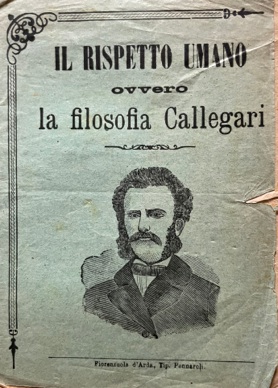 IL RISPETTO UMANO
ovvero
la filosofia Callegari
Fiorenzuola d'Arda, Tip. Pennaroli.